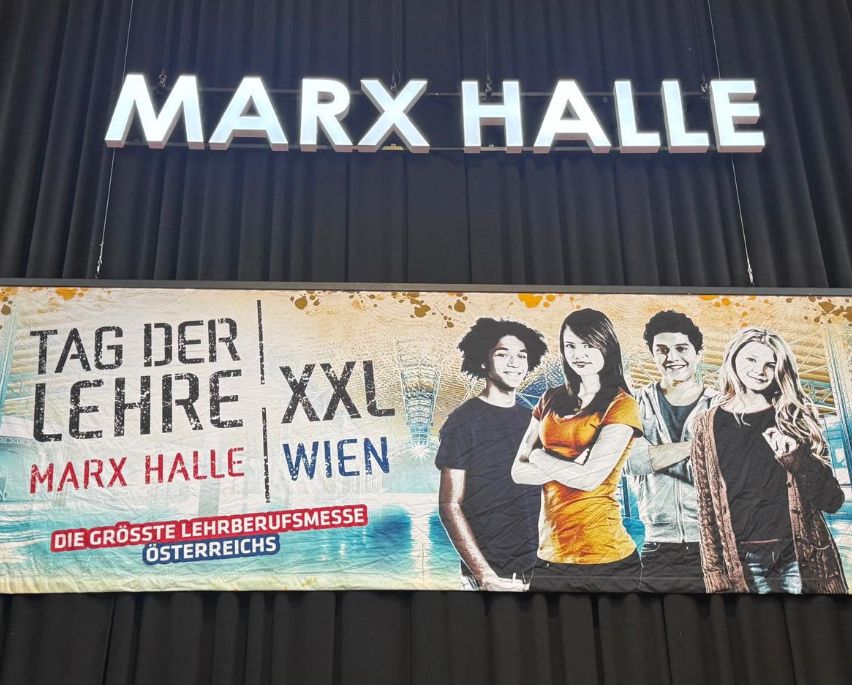 MARX HALLE
TAG DER
LEHRE
MARX HALLE
XXL
WIEN
DIE GRÖSSTE LEHRBERUFSMESSE
ÖSTERREICHS